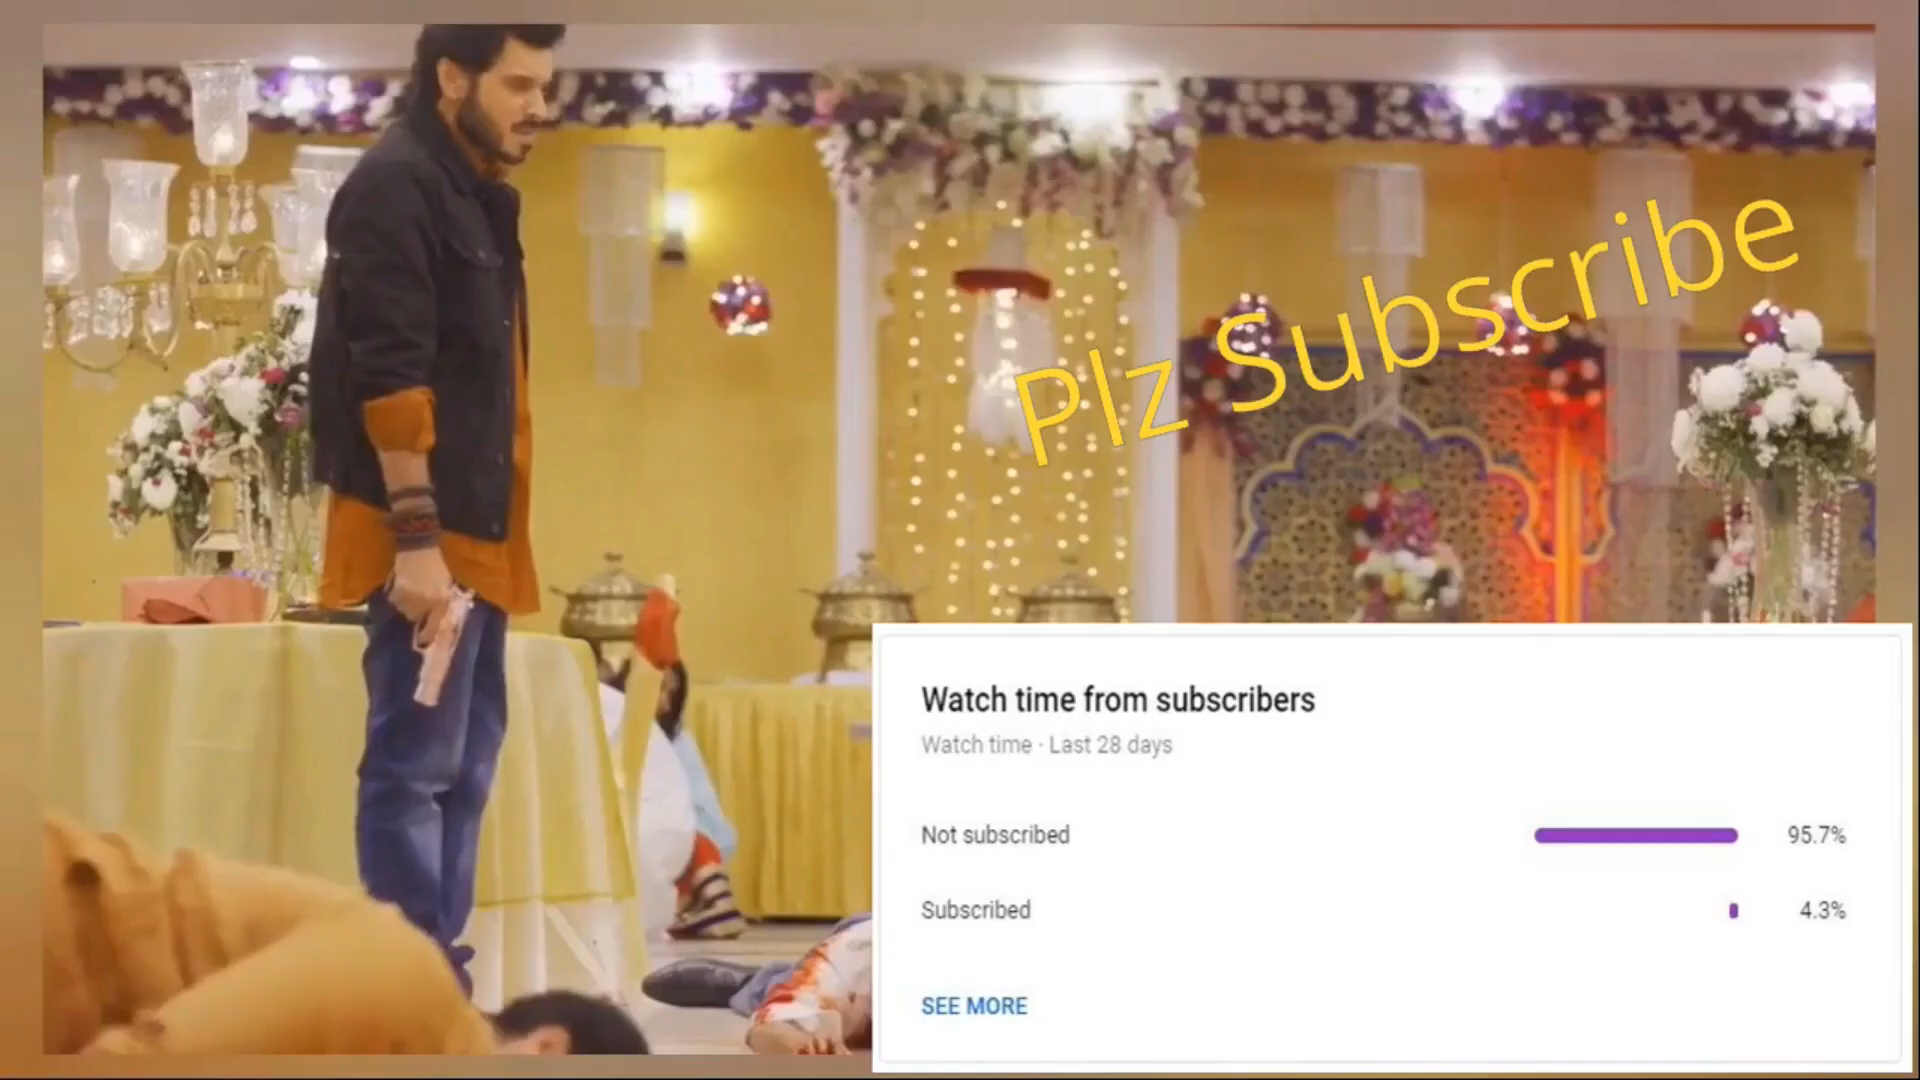 Plz Subscribe
Watch time from subscribers
Watch time · Last 28 days
Not subscribed 95.7%
Subscribed 4.3%
SEE MORE